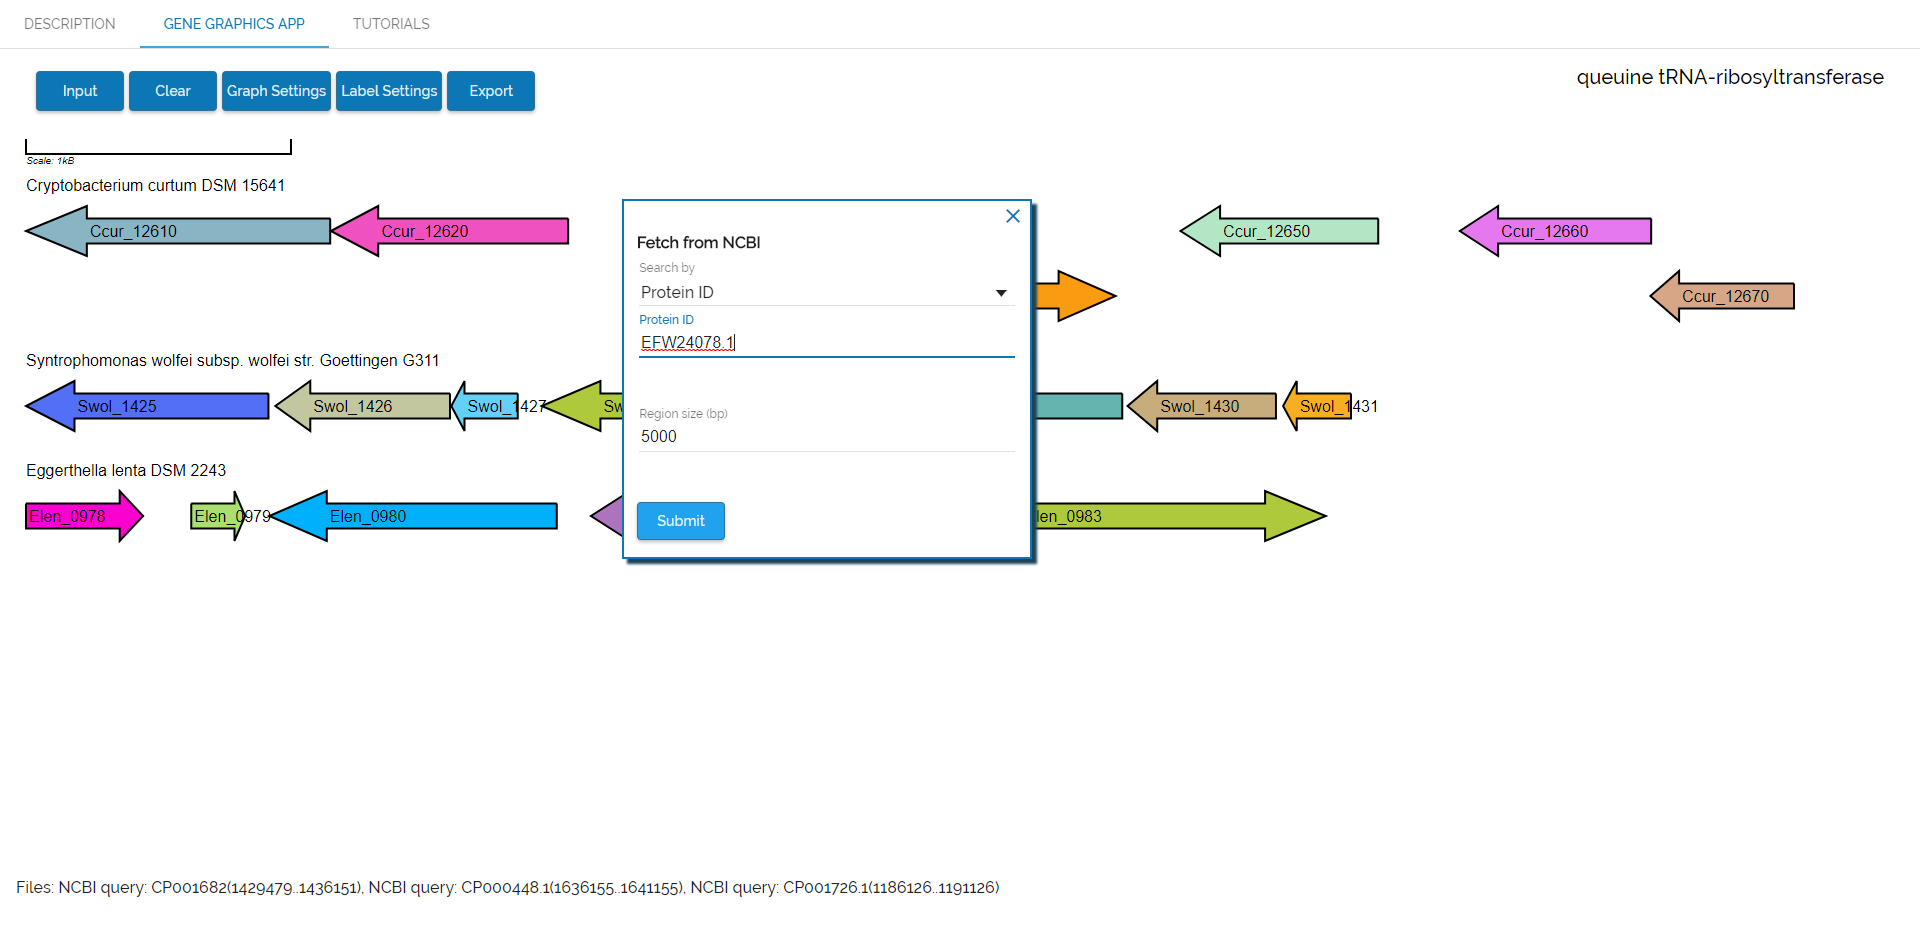 DESCRIPTION GENE GRAPHICS APP TUTORIALS
Input Clear Graph Settings Label Settings Export
queuine tRNA-ribosyltransferase
Scale: 1kB
Cryptobacterium curtum DSM 15641
Ccur_12610 Ccur_12620 Ccur_12650 Ccur_12660
Ccur_12670
Syntrophomonas wolfei subsp. wolfei str. Goettingen G311
Swol_1425 Swol_1426 Swol_1427 Sw Swol_1430 Swol_1431
Eggerthella lenta DSM 2243
Elen_0978 Elen_0979 Elen_0980 len_0983
Fetch from NCBI
Search by
Protein ID
Protein ID
EFW24078.1
Region size (bp)
5000
Submit
Files: NCBI query: CP001682(1429479..1436151), NCBI query: CP000448.1(1636155..1641155), NCBI query: CP001726.1(1186126..1191126)